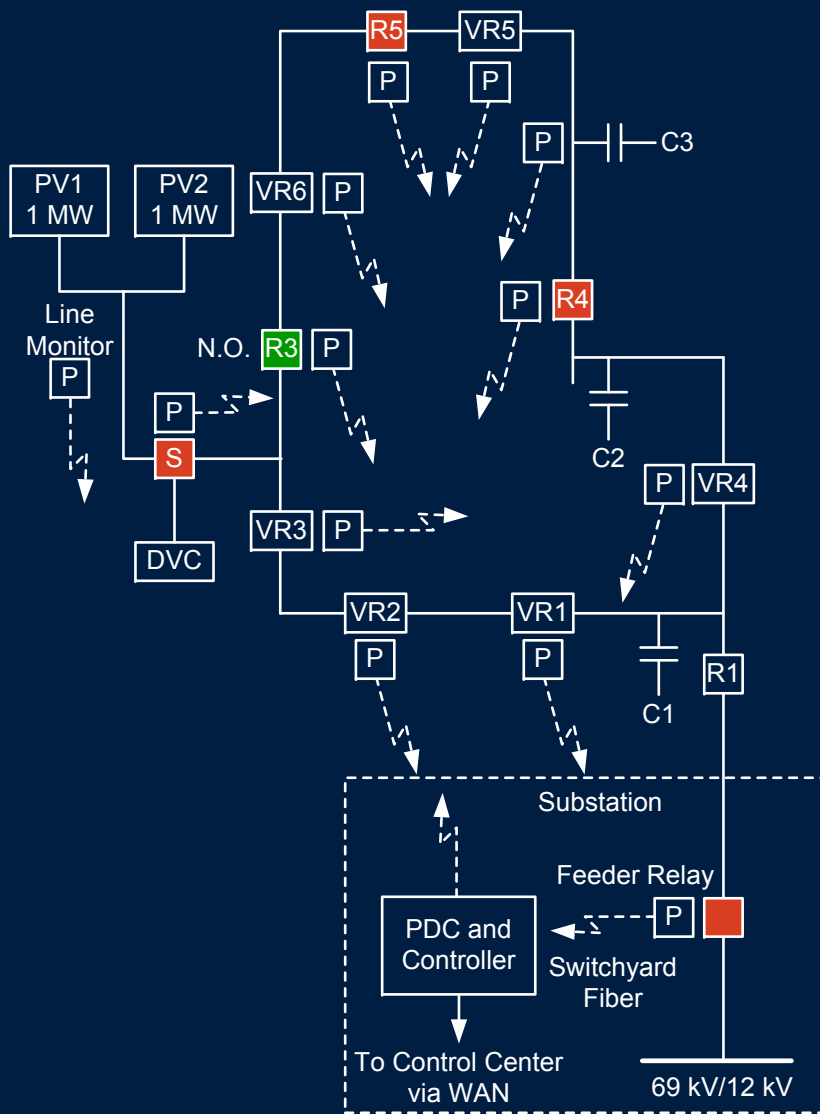 R5
VR5
P
P
P
C3
PV1
1 MW
PV2
1 MW
VR6
P
P
R4
Line
Monitor
P
N.O.
R3
P
P
S
C2
P
VR4
VR3
P
DVC
VR2
VR1
P
P
C1
R1
Substation
Feeder Relay
P
PDC and
Controller
Switchyard
Fiber
To Control Center
via WAN
69 kV/12 kV